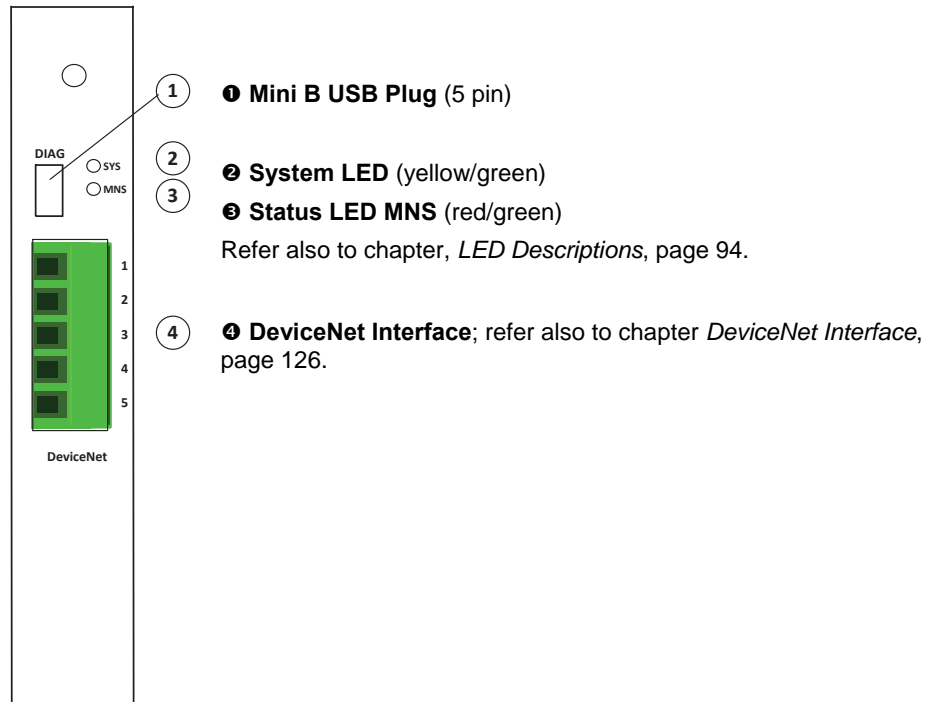 1
❶ Mini B USB Plug (5 pin)
DIAG
SYS
MNS
2
3
❷ System LED (yellow/green)
❸ Status LED MNS (red/green)
Refer also to chapter, LED Descriptions, page 94.
1
2
3
4
5
4
❹ DeviceNet Interface; refer also to chapter DeviceNet Interface,
page 126.
DeviceNet